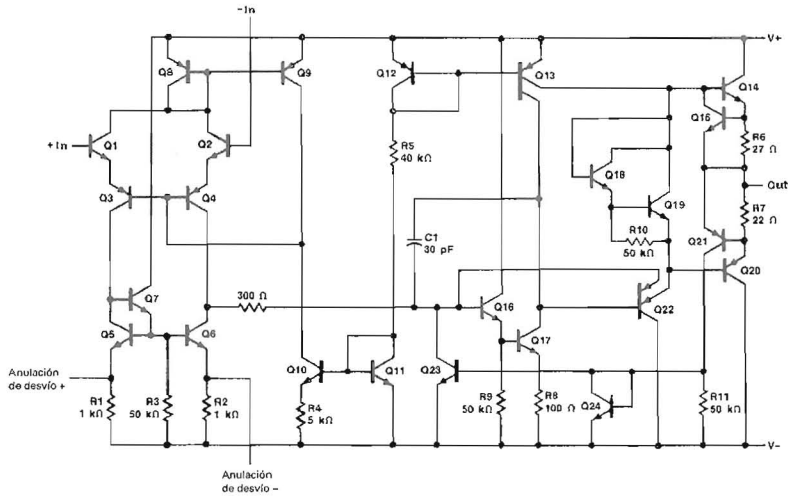 −In
V+
Q8
Q9
Q12
Q13
Q14
Q16
+In
Q1
Q2
R5
40 kΩ
R6
27 Ω
Q18
Out
Q3
Q4
Q19
R7
22 Ω
C1
30 pF
R10
50 kΩ
Q21
Q20
Q7
300 Ω
Q16
Q22
Q5
Q6
Q17
Anulación
de desvío +
Q10
Q11
Q23
R1
1 kΩ
R3
50 kΩ
R2
1 kΩ
R4
5 kΩ
R9
50 kΩ
R8
100 Ω
Q24
R11
50 kΩ
V−
Anulación
de desvío −